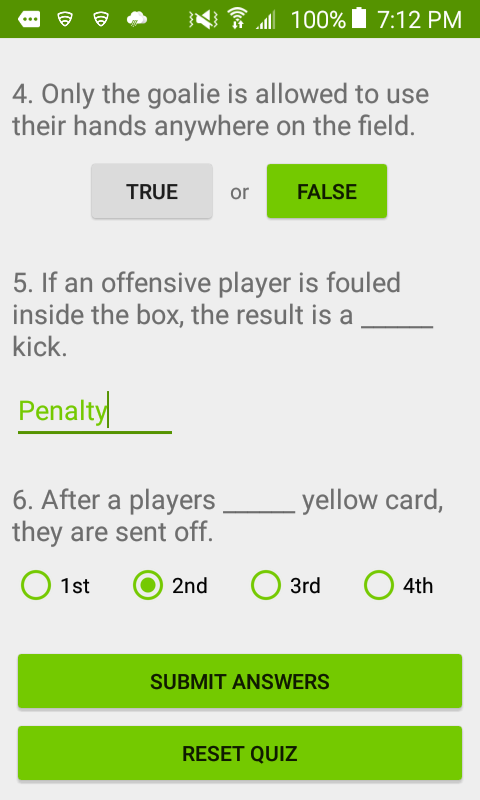 100% 7:12 PM
4. Only the goalie is allowed to use
their hands anywhere on the field.
TRUE or FALSE
5. If an offensive player is fouled
inside the box, the result is a ______
kick.
Penalty
6. After a players ______ yellow card,
they are sent off.
1st 2nd 3rd 4th
SUBMIT ANSWERS
RESET QUIZ